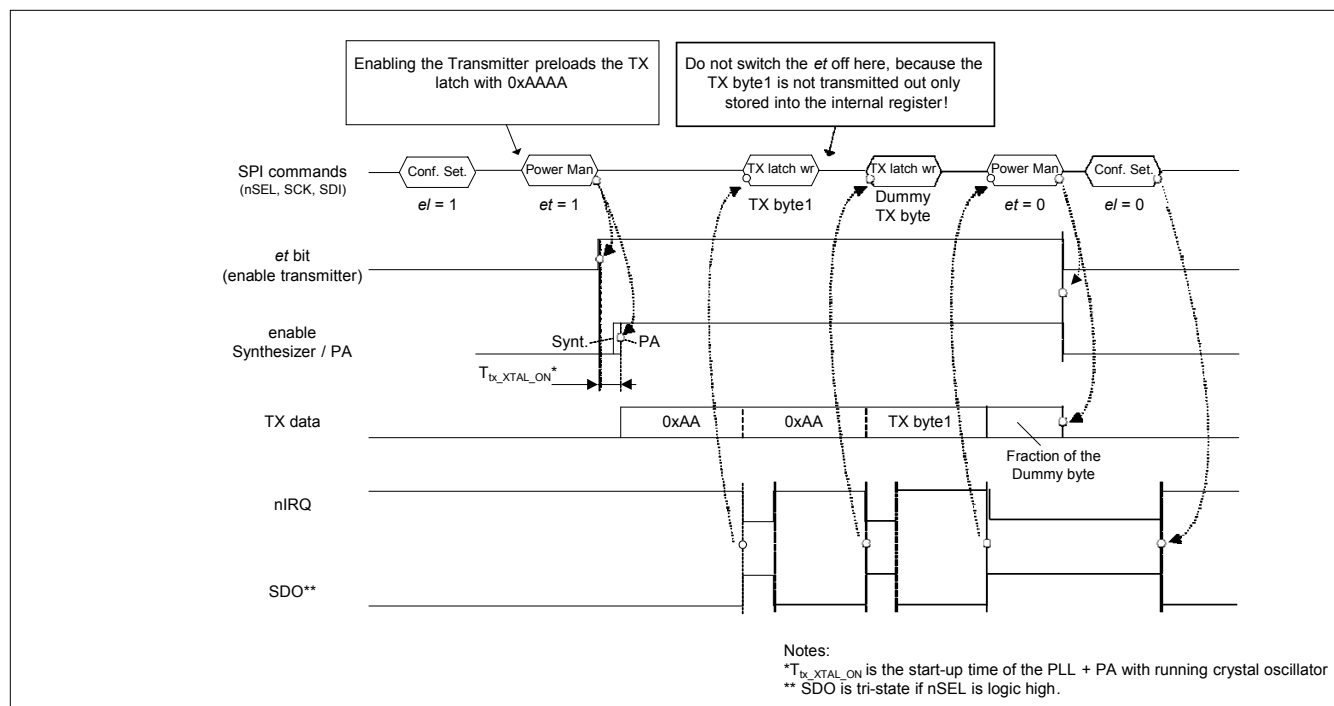 Enabling the Transmitter preloads the TX
latch with 0xAAAA
Do not switch the et off here, because the
TX byte1 is not transmitted out only
stored into the internal register!
SPI commands
(nSEL, SCK, SDI)
Conf. Set.
Power Man
TX latch wr
TX latch wr
Power Man
Conf. Set.
el = 1
et = 1
TX byte1
Dummy
TX byte
et = 0
el = 0
et bit
(enable transmitter)
enable
Synthesizer / PA
Synt.
PA
Ttx_XTAL_ON*
TX data
0xAA
0xAA
TX byte1
Fraction of the
Dummy byte
nIRQ
SDO**
Notes:
*Ttx_XTAL_ON is the start-up time of the PLL + PA with running crystal oscillator
** SDO is tri-state if nSEL is logic high.